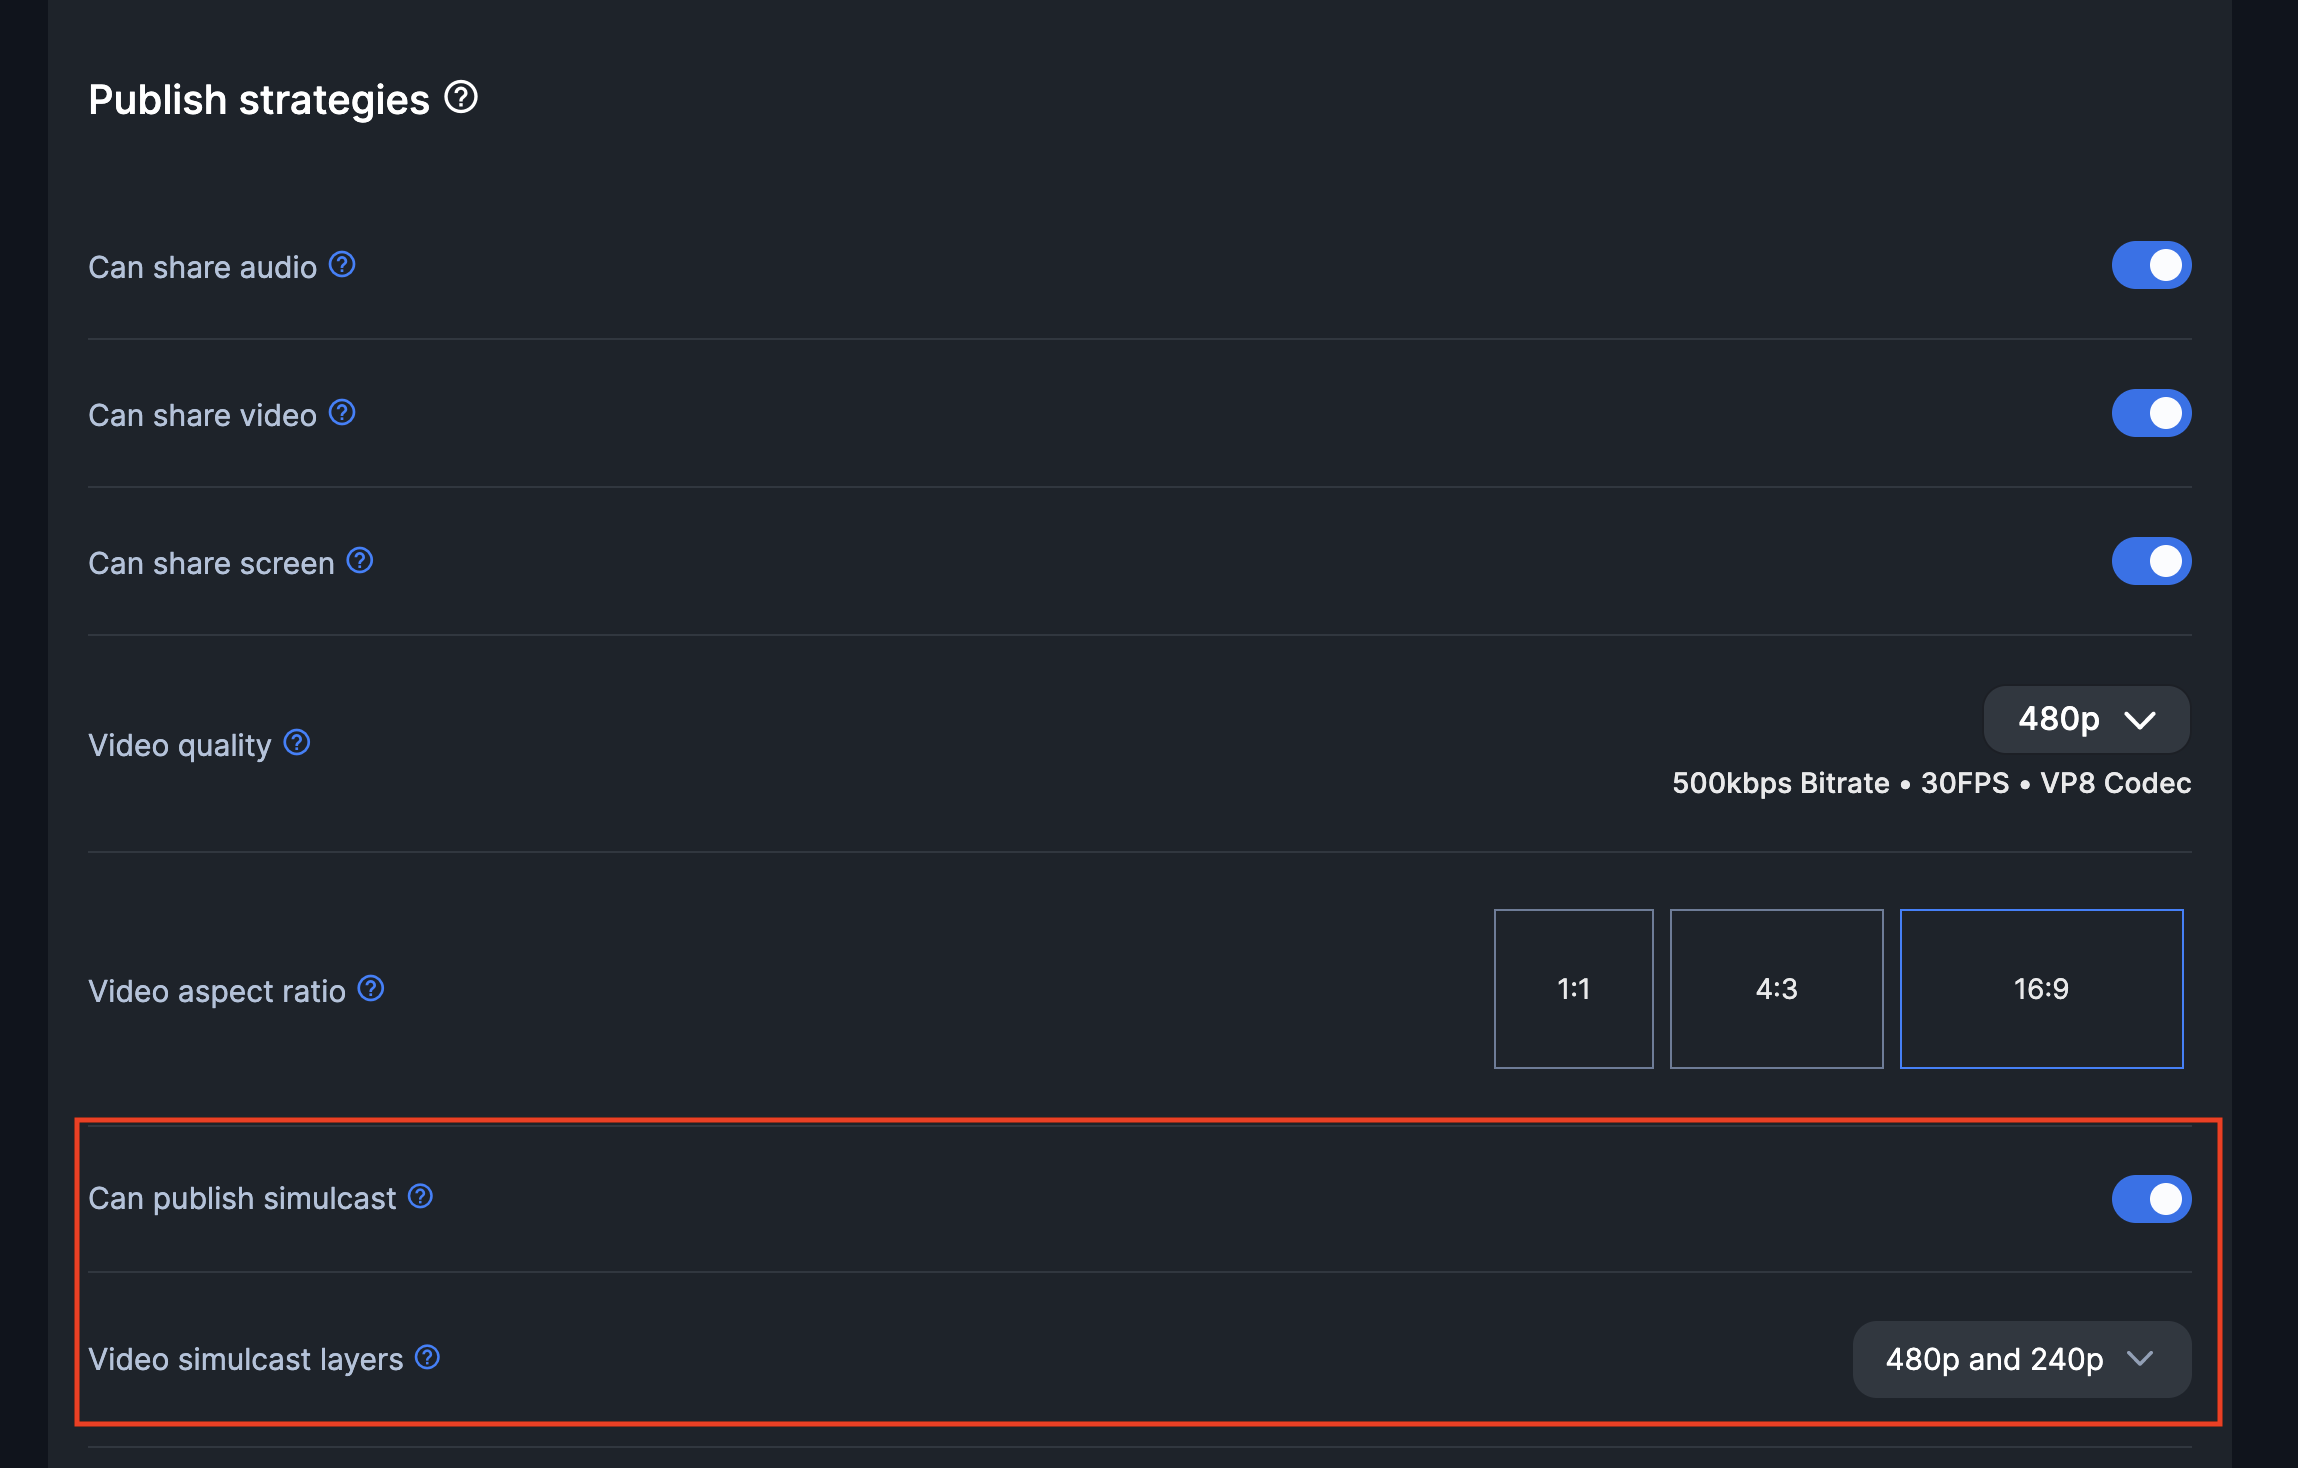 Publish strategies
Can share audio
Can share video
Can share screen
Video quality
480p
500kbps Bitrate • 30FPS • VP8 Codec
Video aspect ratio
1:1
4:3
16:9
Can publish simulcast
Video simulcast layers
480p and 240p